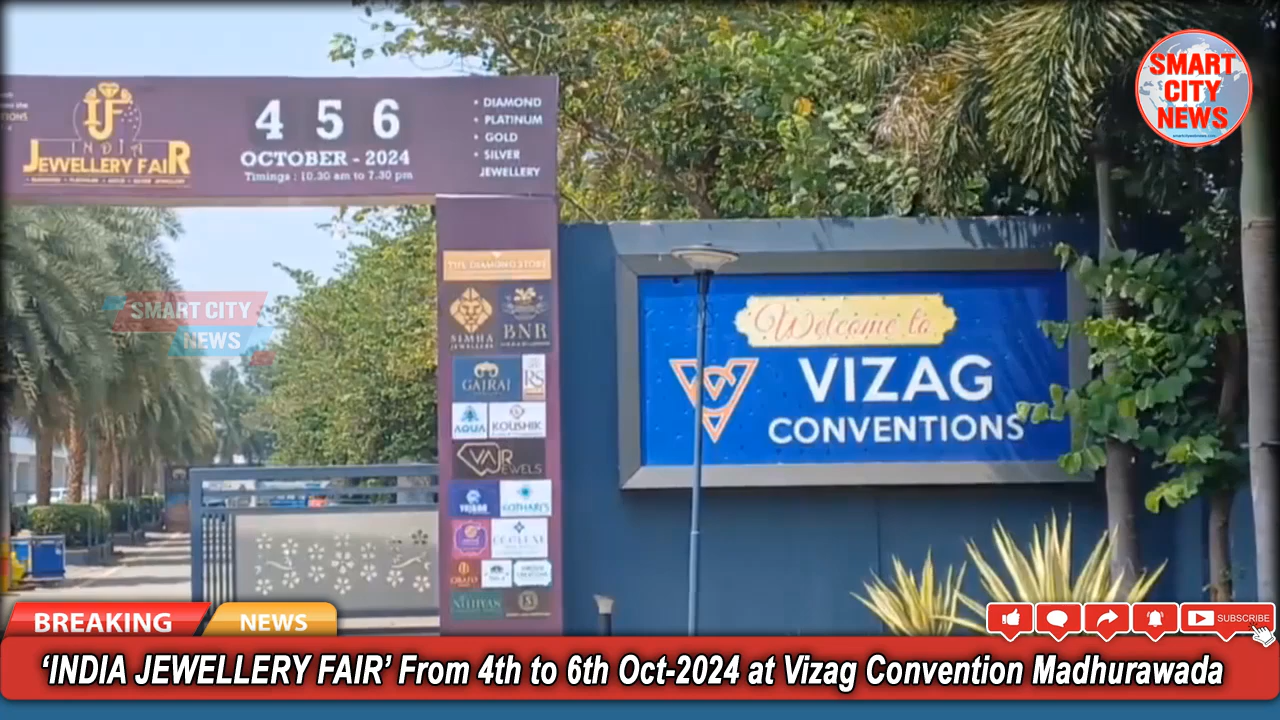 IJF
INDIA
JEWELLERY FAIR
4 5 6
OCTOBER - 2024
Timings : 10.30 am to 7.30 pm
• DIAMOND
• PLATINUM
• GOLD
• SILVER
JEWELLERY
SMART
CITY
NEWS
THE DIAMOND STORE
SIMHA
JEWELLERS
BNR
GAJRAJ
RS
AQUA
KOUSHIK
VAJR
JEWELS
KOTHARI'S
NITHYAN
SMART CITY
NEWS
Welcome to
VIZAG
CONVENTIONS
BREAKING
NEWS
SUBSCRIBE
‘INDIA JEWELLERY FAIR’ From 4th to 6th Oct-2024 at Vizag Convention Madhurawada